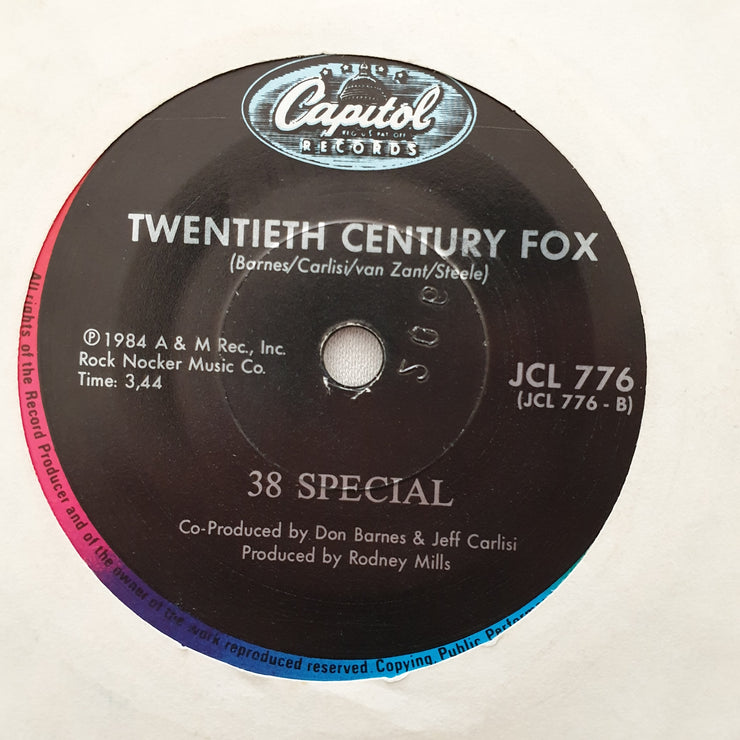 Capitol
REG. U.S. PAT. OFF.
RECORDS
TWENTIETH CENTURY FOX
(Barnes/Carlisi/van Zant/Steele)
℗ 1984 A & M Rec., Inc.
Rock Nocker Music Co.
Time: 3,44
JCL 776
(JCL 776 - B)
38 SPECIAL
Co-Produced by Don Barnes & Jeff Carlisi
Produced by Rodney Mills
All rights of the Record Producer and of the owner of the work reproduced reserved. Copying, Public